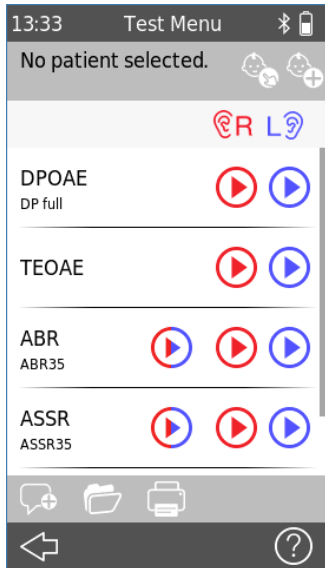 13:33 Test Menu
No patient selected.
R L
DPOAE
DP full
TEOAE
ABR
ABR35
ASSR
ASSR35
?